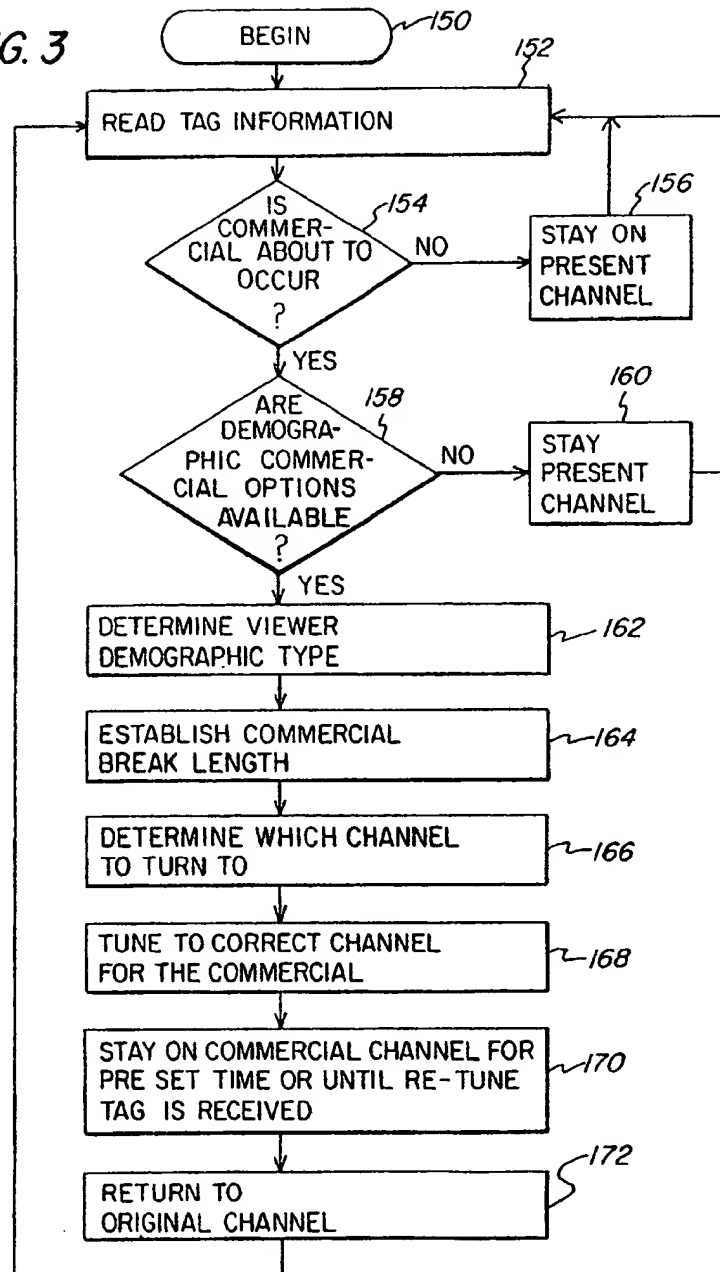 G. 3
BEGIN
150
152
READ TAG INFORMATION
IS
COMMER-
CIAL ABOUT TO
OCCUR
?
154
NO
156
STAY ON
PRESENT
CHANNEL
YES
ARE
DEMOGRA-
PHIC COMMER-
CIAL OPTIONS
AVAILABLE
?
158
NO
160
STAY
PRESENT
CHANNEL
YES
DETERMINE VIEWER
DEMOGRAPHIC TYPE
162
ESTABLISH COMMERCIAL
BREAK LENGTH
164
DETERMINE WHICH CHANNEL
TO TURN TO
166
TUNE TO CORRECT CHANNEL
FOR THE COMMERCIAL
168
STAY ON COMMERCIAL CHANNEL FOR
PRE SET TIME OR UNTIL RE-TUNE
TAG IS RECEIVED
170
RETURN TO
ORIGINAL CHANNEL
172